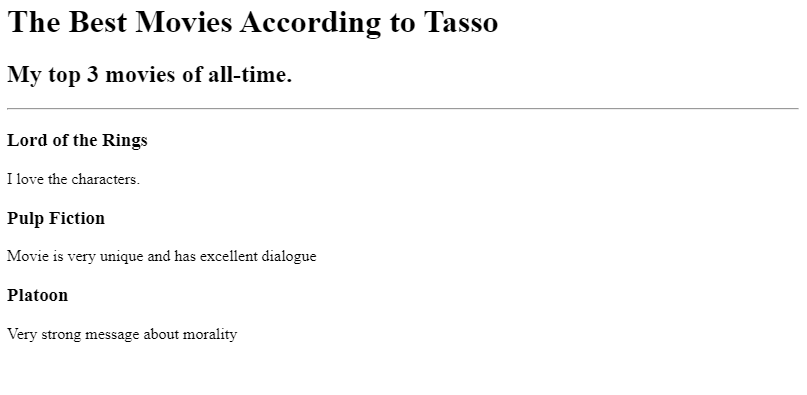 The Best Movies According to Tasso
My top 3 movies of all-time.
Lord of the Rings
I love the characters.
Pulp Fiction
Movie is very unique and has excellent dialogue
Platoon
Very strong message about morality